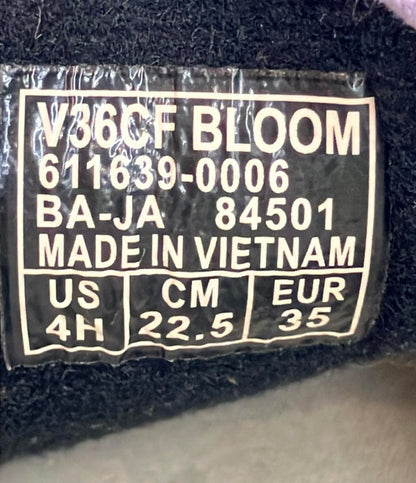 V36CF BLOOM
611639-0006
BA-JA 84501
MADE IN VIETNAM
US CM EUR
4H 22.5 35